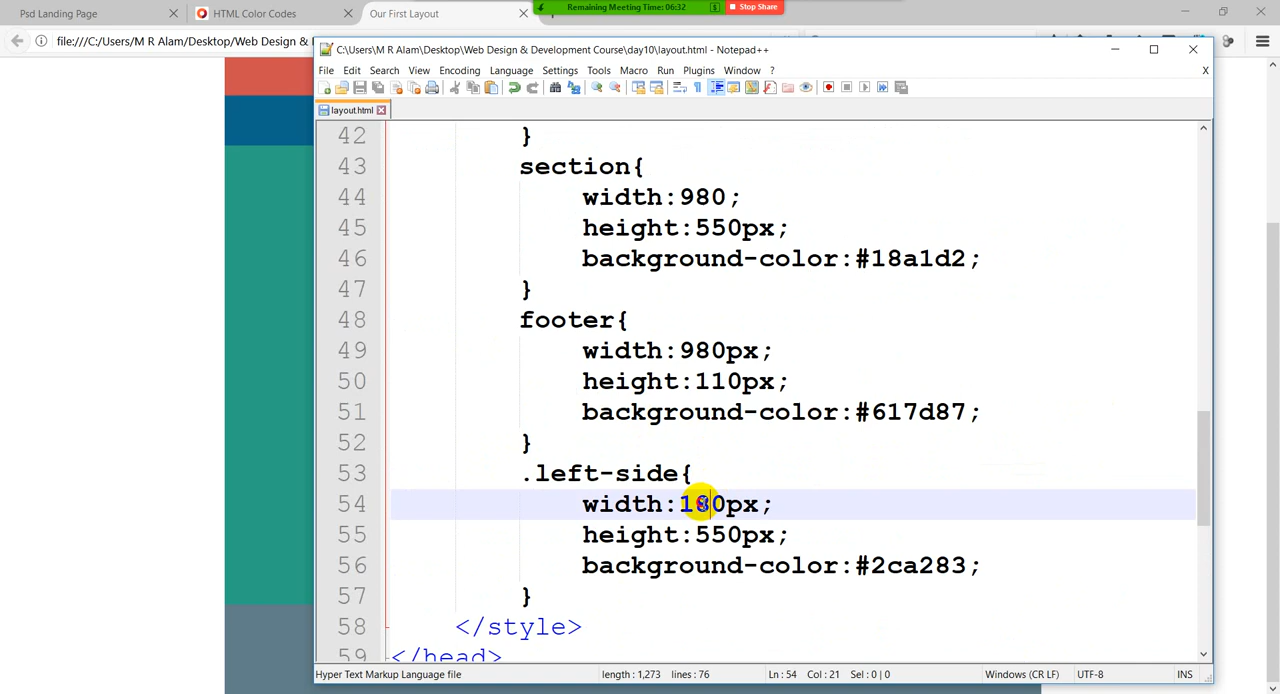 Remaining Meeting Time: 06:32 Stop Share
Psd Landing Page HTML Color Codes Our First Layout
file:///C:/Users/M R Alam/Desktop/Web Design &
C:\Users\M R Alam\Desktop\Web Design & Development Course\day10\layout.html - Notepad++
File Edit Search View Encoding Language Settings Tools Macro Run Plugins Window ? X
layout.html
42 }
43 section{
44 width:980;
45 height:550px;
46 background-color:#18a1d2;
47 }
48 footer{
49 width:980px;
50 height:110px;
51 background-color:#617d87;
52 }
53 .left-side{
54 width:180px;
55 height:550px;
56 background-color:#2ca283;
57 }
58 </style>
59 </head>
Hyper Text Markup Language file length : 1,273 lines : 76 Ln : 54 Col : 21 Sel : 0 | 0 Windows (CR LF) UTF-8 INS